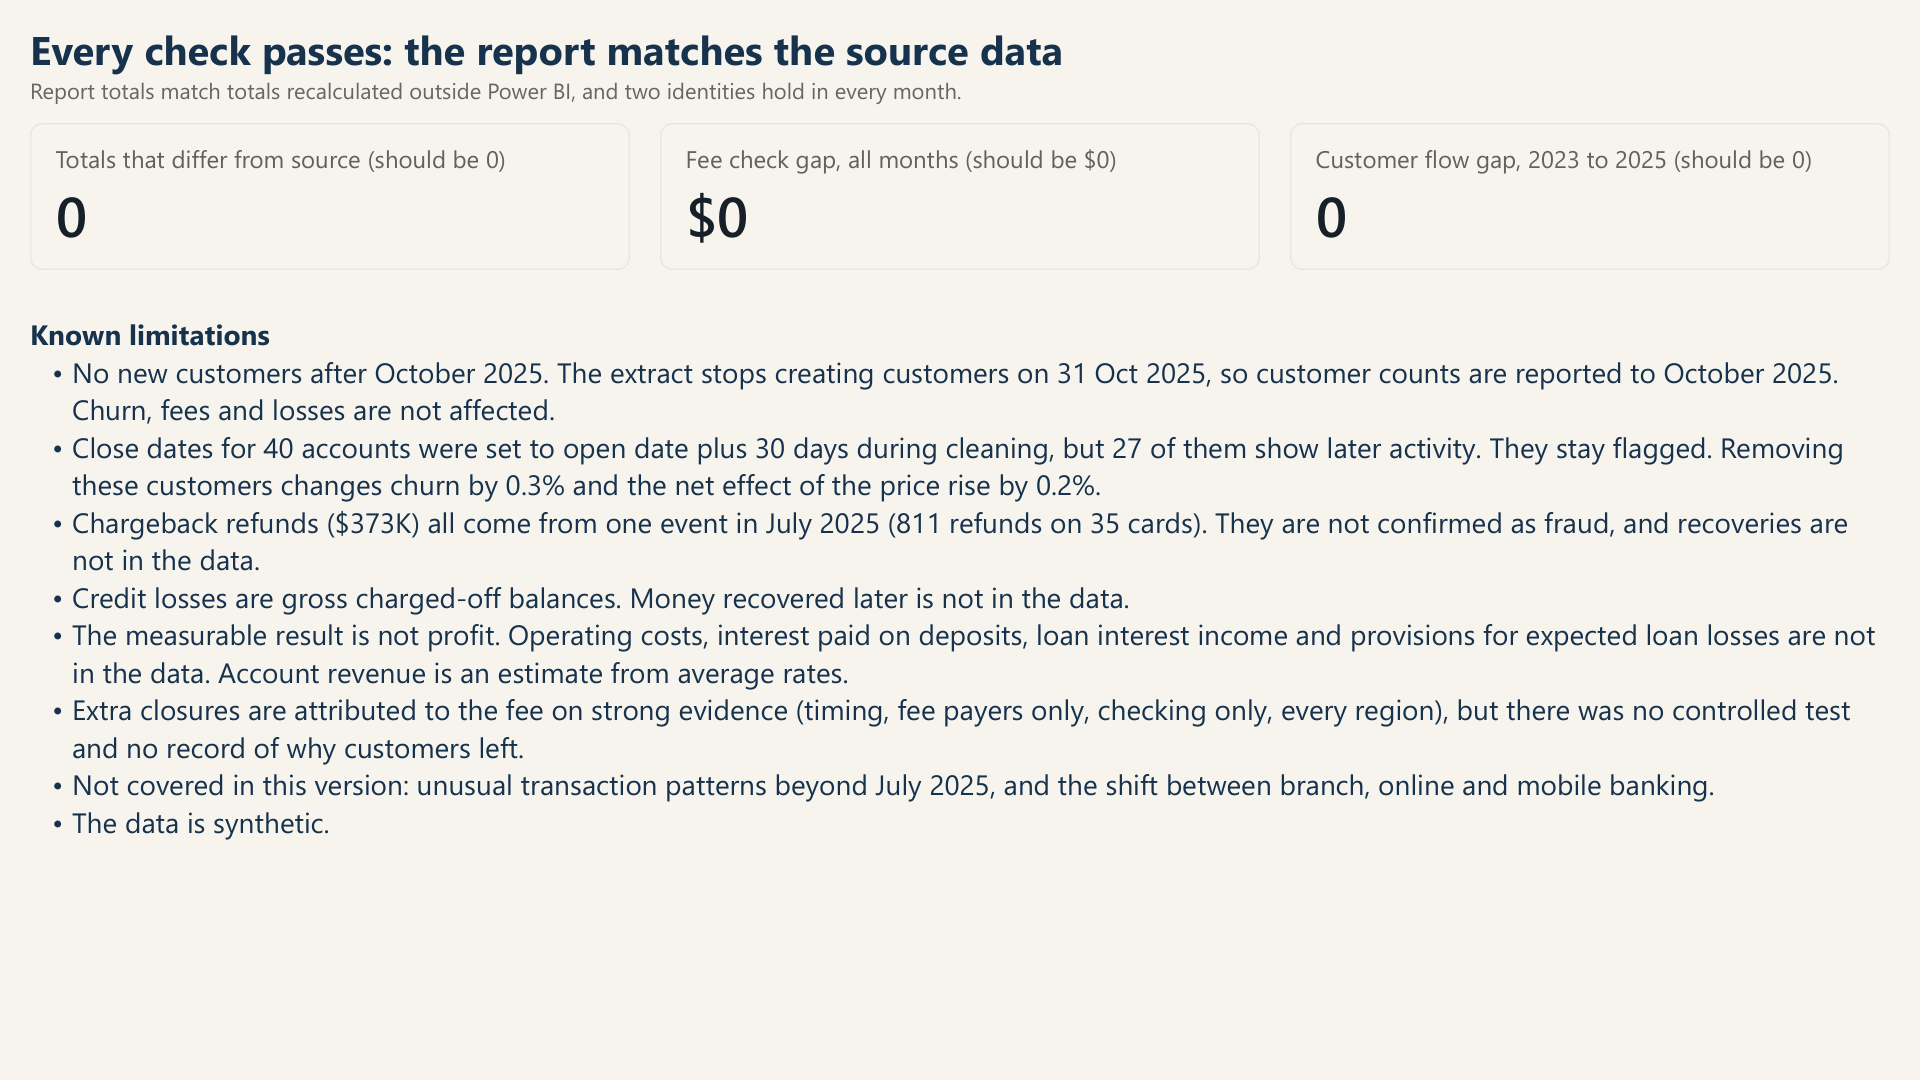 Every check passes: the report matches the source data
Report totals match totals recalculated outside Power BI, and two identities hold in every month.
Totals that differ from source (should be 0)
0
Fee check gap, all months (should be $0)
$0
Customer flow gap, 2023 to 2025 (should be 0)
0
Known limitations
• No new customers after October 2025. The extract stops creating customers on 31 Oct 2025, so customer counts are reported to October 2025.
Churn, fees and losses are not affected.
• Close dates for 40 accounts were set to open date plus 30 days during cleaning, but 27 of them show later activity. They stay flagged. Removing
these customers changes churn by 0.3% and the net effect of the price rise by 0.2%.
• Chargeback refunds ($373K) all come from one event in July 2025 (811 refunds on 35 cards). They are not confirmed as fraud, and recoveries are
not in the data.
• Credit losses are gross charged-off balances. Money recovered later is not in the data.
• The measurable result is not profit. Operating costs, interest paid on deposits, loan interest income and provisions for expected loan losses are not
in the data. Account revenue is an estimate from average rates.
• Extra closures are attributed to the fee on strong evidence (timing, fee payers only, checking only, every region), but there was no controlled test
and no record of why customers left.
• Not covered in this version: unusual transaction patterns beyond July 2025, and the shift between branch, online and mobile banking.
• The data is synthetic.